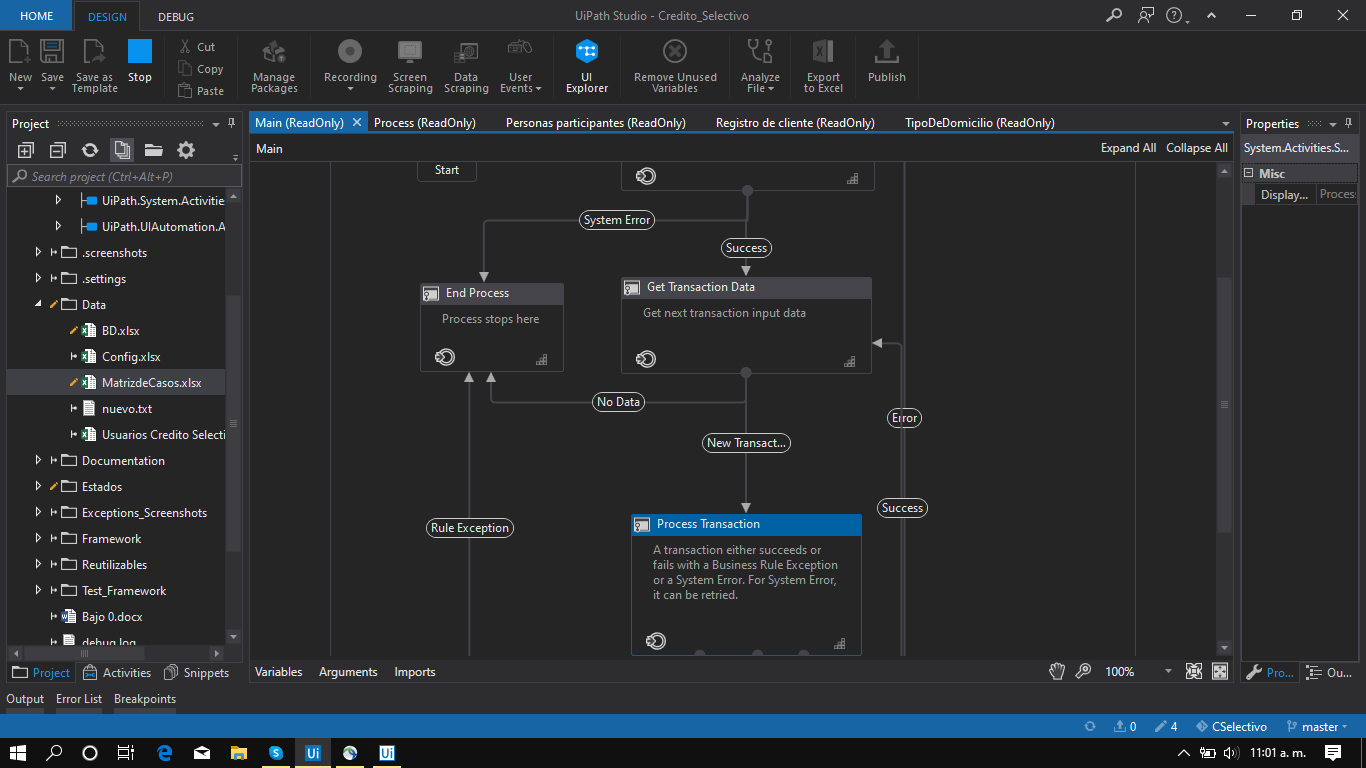 HOME
DESIGN
DEBUG
UiPath Studio - Credito_Selectivo
New
Save
Save as Template
Stop
Cut
Copy
Paste
Manage Packages
Recording
Screen Scraping
Data Scraping
User Events
UI Explorer
Remove Unused Variables
Analyze File
Export to Excel
Publish
Project
Search project (Ctrl+Alt+P)
UiPath.System.Activitie
UiPath.UIAutomation.A
.screenshots
.settings
Data
BD.xlsx
Config.xlsx
MatrizdeCasos.xlsx
nuevo.txt
Usuarios Credito Selecti
Documentation
Estados
Exceptions_Screenshots
Framework
Reutilizables
Test_Framework
Bajo 0.docx
debug.log
Project
Activities
Snippets
Main (ReadOnly)
Process (ReadOnly)
Personas participantes (ReadOnly)
Registro de cliente (ReadOnly)
TipoDeDomicilio (ReadOnly)
Main
Expand All
Collapse All
Start
System Error
Success
End Process
Process stops here
Get Transaction Data
Get next transaction input data
No Data
New Transact...
Error
Success
Rule Exception
Process Transaction
A transaction either succeeds or
fails with a Business Rule Exception
or a System Error. For System Error,
it can be retried.
Variables
Arguments
Imports
100%
Properties
System.Activities.S...
Misc
Display...
Process
Pro...
Ou...
Output
Error List
Breakpoints
0
4
CSelectivo
master
11:01 a. m.